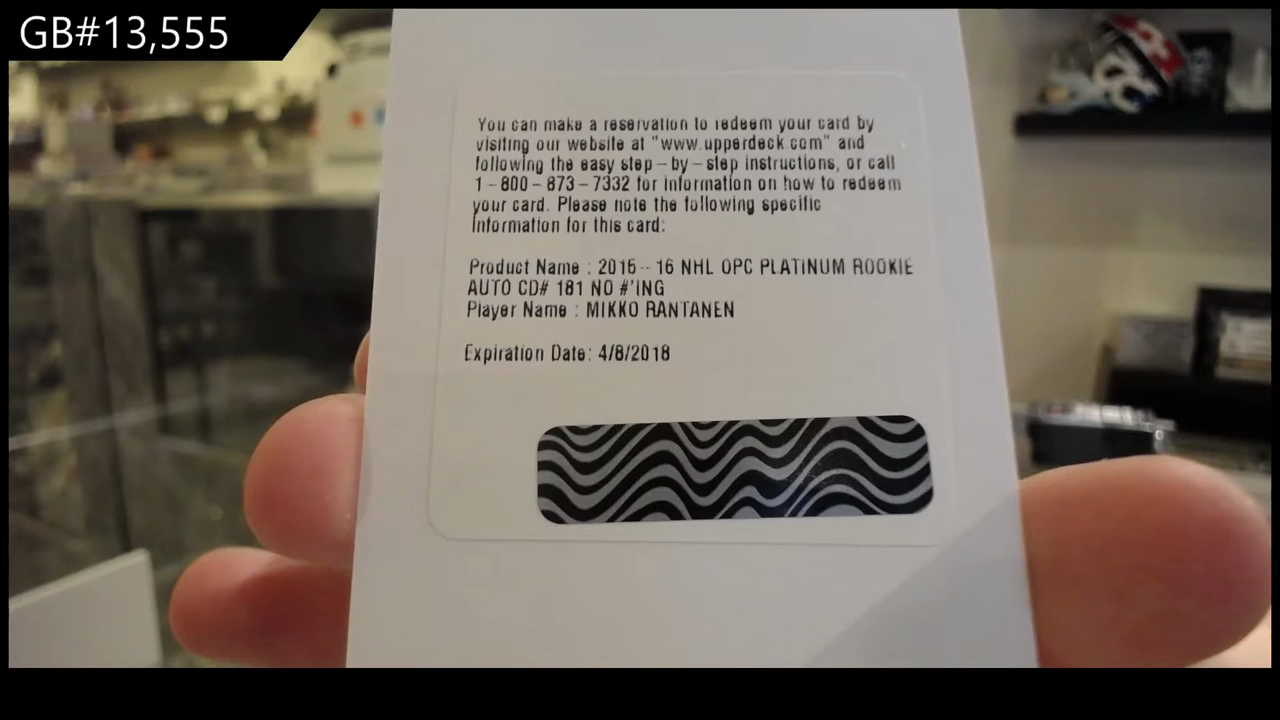 GB#13,555
You can make a reservation to redeem your card by
visiting our website at "www.upperdeck.com" and
following the easy step-by-step instructions, or call
1-800-873-7332 for information on how to redeem
your card. Please note the following specific
information for this card:
Product Name : 2015-16 NHL OPC PLATINUM ROOKIE
AUTO CD# 181 NO #'ING
Player Name : MIKKO RANTANEN
Expiration Date: 4/8/2018